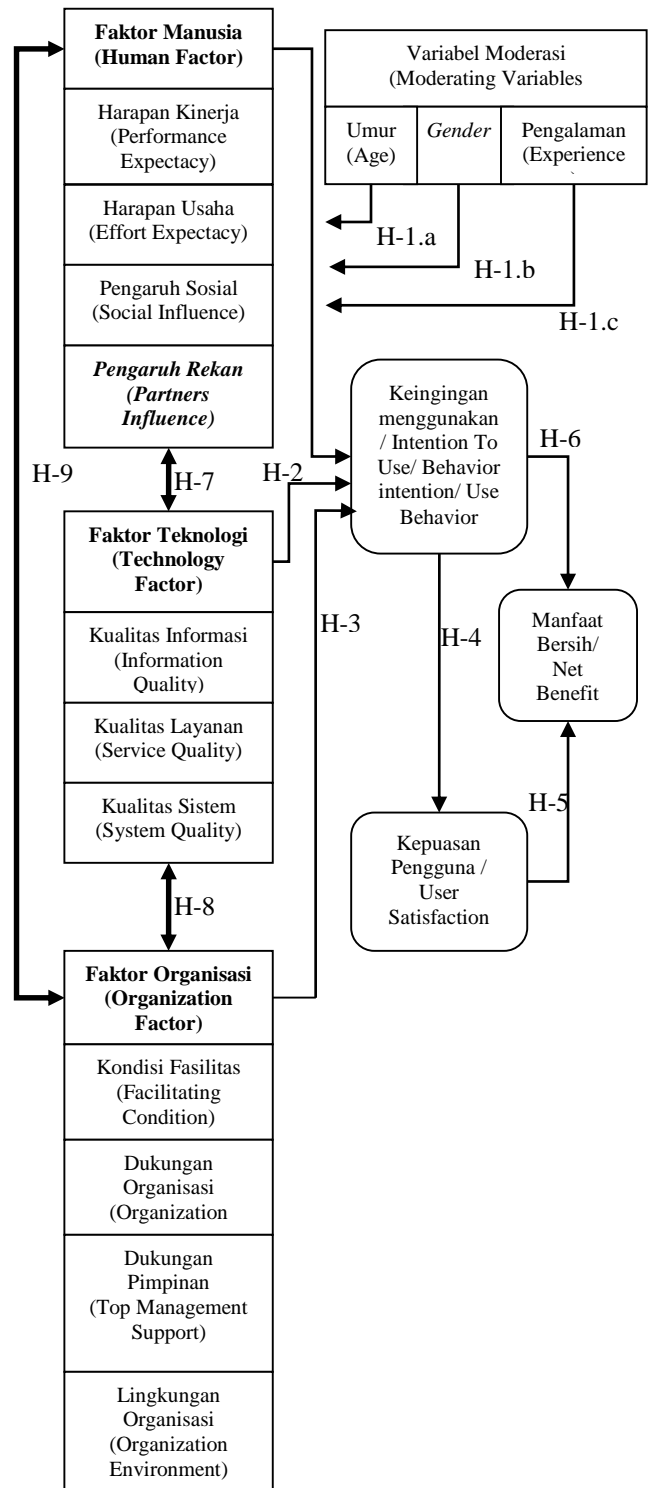 Faktor Manusia
(Human Factor)
Harapan Kinerja
(Performance
Expectacy)
Harapan Usaha
(Effort Expectacy)
Pengaruh Sosial
(Social Influence)
Pengaruh Rekan
(Partners
Influence)
Variabel Moderasi
(Moderating Variables
Umur
(Age)
Gender
Pengalaman
(Experience
H-1.a
H-1.b
H-1.c
H-9
H-7
H-2
Keingingan
menggunakan
/ Intention To
Use/ Behavior
intention/ Use
Behavior
H-6
Faktor Teknologi
(Technology
Factor)
Kualitas Informasi
(Information
Quality)
Kualitas Layanan
(Service Quality)
Kualitas Sistem
(System Quality)
H-3
H-4
Manfaat
Bersih/
Net
Benefit
H-5
Kepuasan
Pengguna /
User
Satisfaction
H-8
Faktor Organisasi
(Organization
Factor)
Kondisi Fasilitas
(Facilitating
Condition)
Dukungan
Organisasi
(Organization
Dukungan
Pimpinan
(Top Management
Support)
Lingkungan
Organisasi
(Organization
Environment)